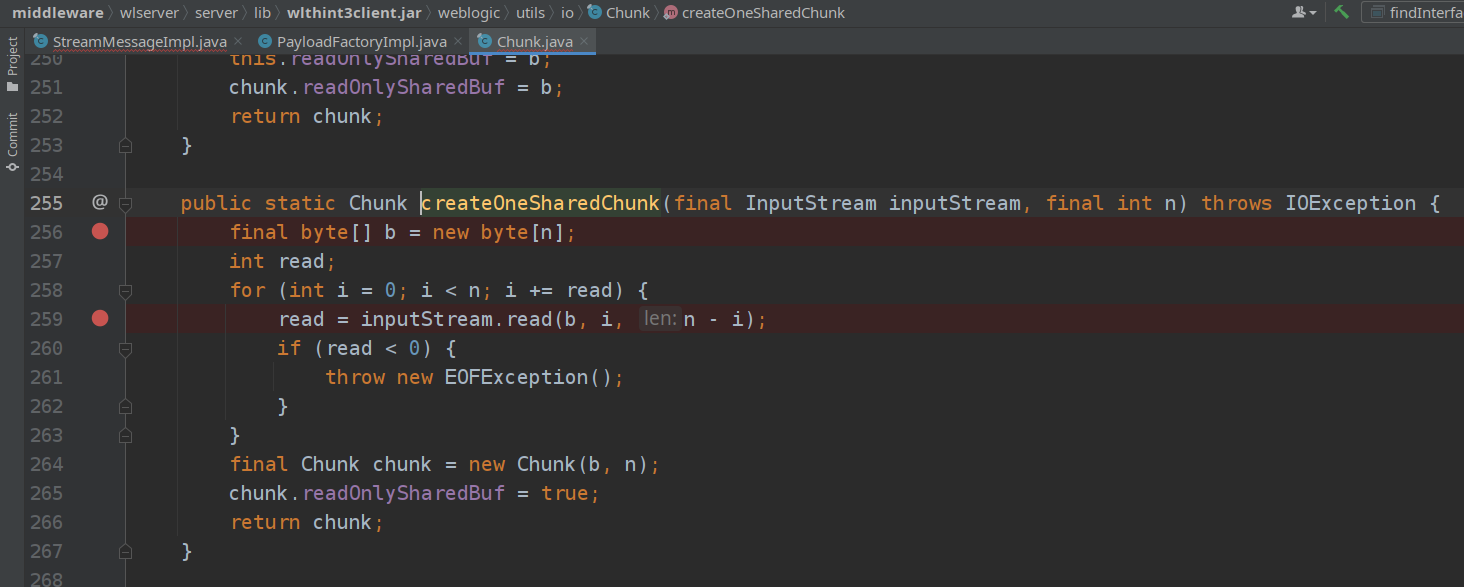 middleware wlserver server lib wlthint3client.jar weblogic utils io Chunk createOneSharedChunk findInterfa
StreamMessageImpl.java PayloadFactoryImpl.java Chunk.java
Project
Commit
250 this.readOnlySharedBuf = b;
251 chunk.readOnlySharedBuf = b;
252 return chunk;
253 }
254
255 @ public static Chunk createOneSharedChunk(final InputStream inputStream, final int n) throws IOException {
256 final byte[] b = new byte[n];
257 int read;
258 for (int i = 0; i < n; i += read) {
259 read = inputStream.read(b, i, len: n - i);
260 if (read < 0) {
261 throw new EOFException();
262 }
263 }
264 final Chunk chunk = new Chunk(b, n);
265 chunk.readOnlySharedBuf = true;
266 return chunk;
267 }
268